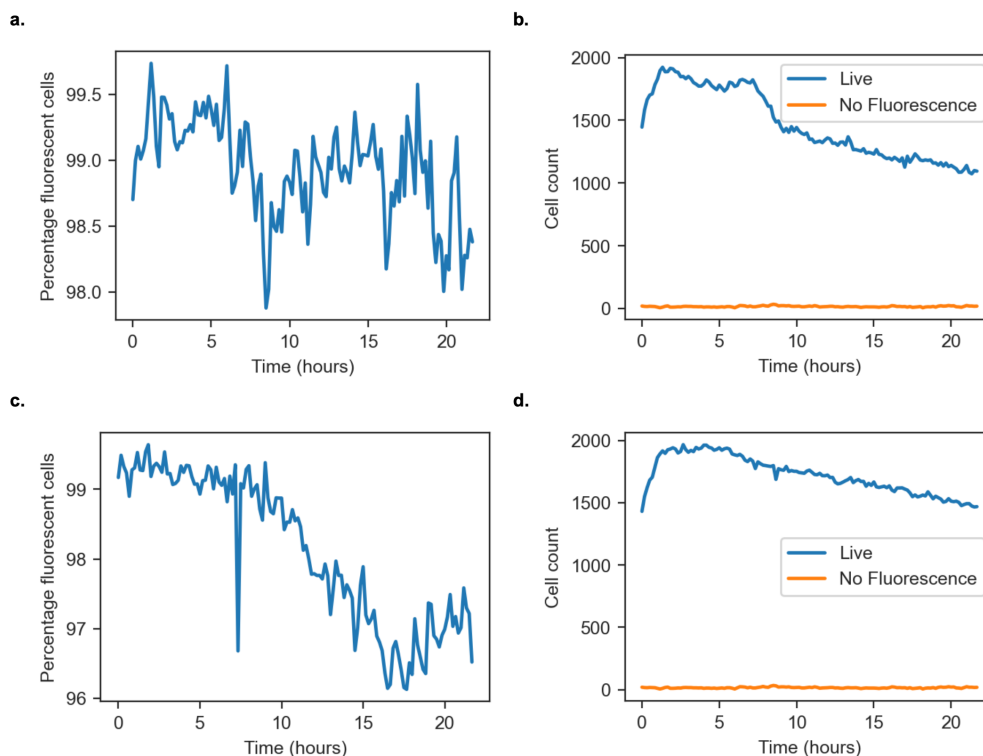 a.
Percentage fluorescent cells
99.5
99.0
98.5
98.0
0 5 10 15 20
Time (hours)
b.
Cell count
2000
1500
1000
500
0
Live
No Fluorescence
0 5 10 15 20
Time (hours)
c.
Percentage fluorescent cells
99
98
97
96
0 5 10 15 20
Time (hours)
d.
Cell count
2000
1500
1000
500
0
Live
No Fluorescence
0 5 10 15 20
Time (hours)